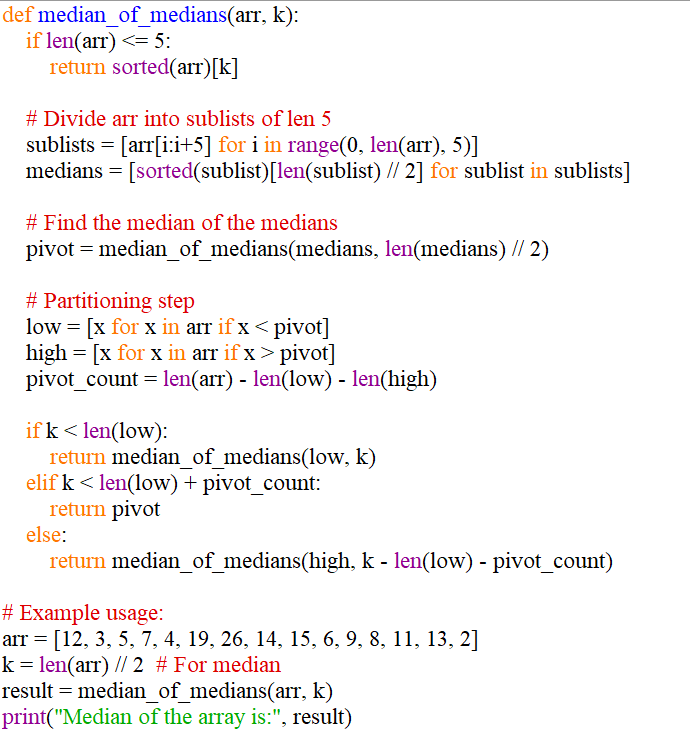 def median_of_medians(arr, k):
    if len(arr) <= 5:
        return sorted(arr)[k]

    # Divide arr into sublists of len 5
    sublists = [arr[i:i+5] for i in range(0, len(arr), 5)]
    medians = [sorted(sublist)[len(sublist) // 2] for sublist in sublists]

    # Find the median of the medians
    pivot = median_of_medians(medians, len(medians) // 2)

    # Partitioning step
    low = [x for x in arr if x < pivot]
    high = [x for x in arr if x > pivot]
    pivot_count = len(arr) - len(low) - len(high)

    if k < len(low):
        return median_of_medians(low, k)
    elif k < len(low) + pivot_count:
        return pivot
    else:
        return median_of_medians(high, k - len(low) - pivot_count)

# Example usage:
arr = [12, 3, 5, 7, 4, 19, 26, 14, 15, 6, 9, 8, 11, 13, 2]
k = len(arr) // 2  # For median
result = median_of_medians(arr, k)
print("Median of the array is:", result)